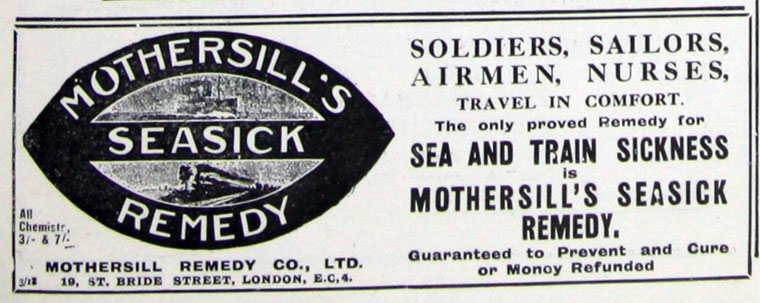 MOTHERSILL'S
SEASICK
REMEDY
All
Chemists,
3/- & 7/-
MOTHERSILL REMEDY CO., LTD.
3/18 19, ST. BRIDE STREET, LONDON, E.C,4.
SOLDIERS, SAILORS,
AIRMEN, NURSES,
TRAVEL IN COMFORT.
The only proved Remedy for
SEA AND TRAIN SICKNESS
is
MOTHERSILL'S SEASICK
REMEDY.
Guaranteed to Prevent and Cure
or Money Refunded